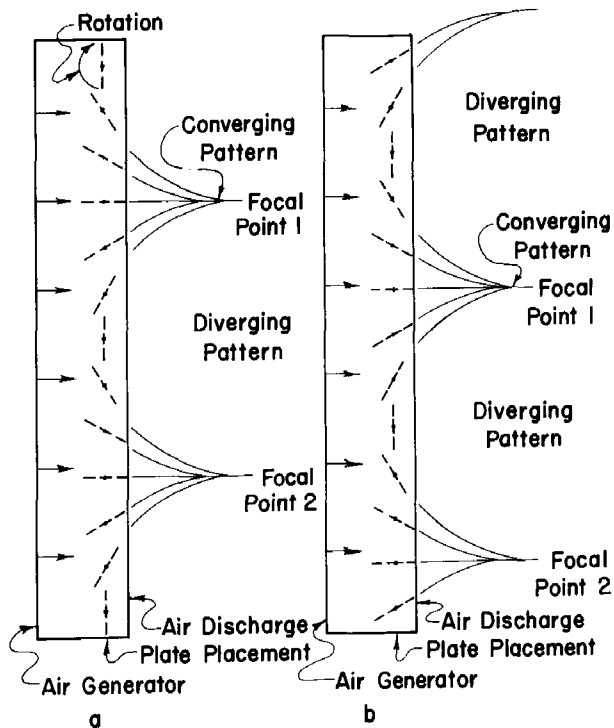 Rotation
Converging
Pattern
Focal
Point 1
Diverging
Pattern
Focal
Point 2
Air Discharge
Plate Placement
Air Generator
a
Diverging
Pattern
Converging
Pattern
Focal
Point 1
Diverging
Pattern
Focal
Point 2
Air Discharge
Plate Placement
Air Generator
b